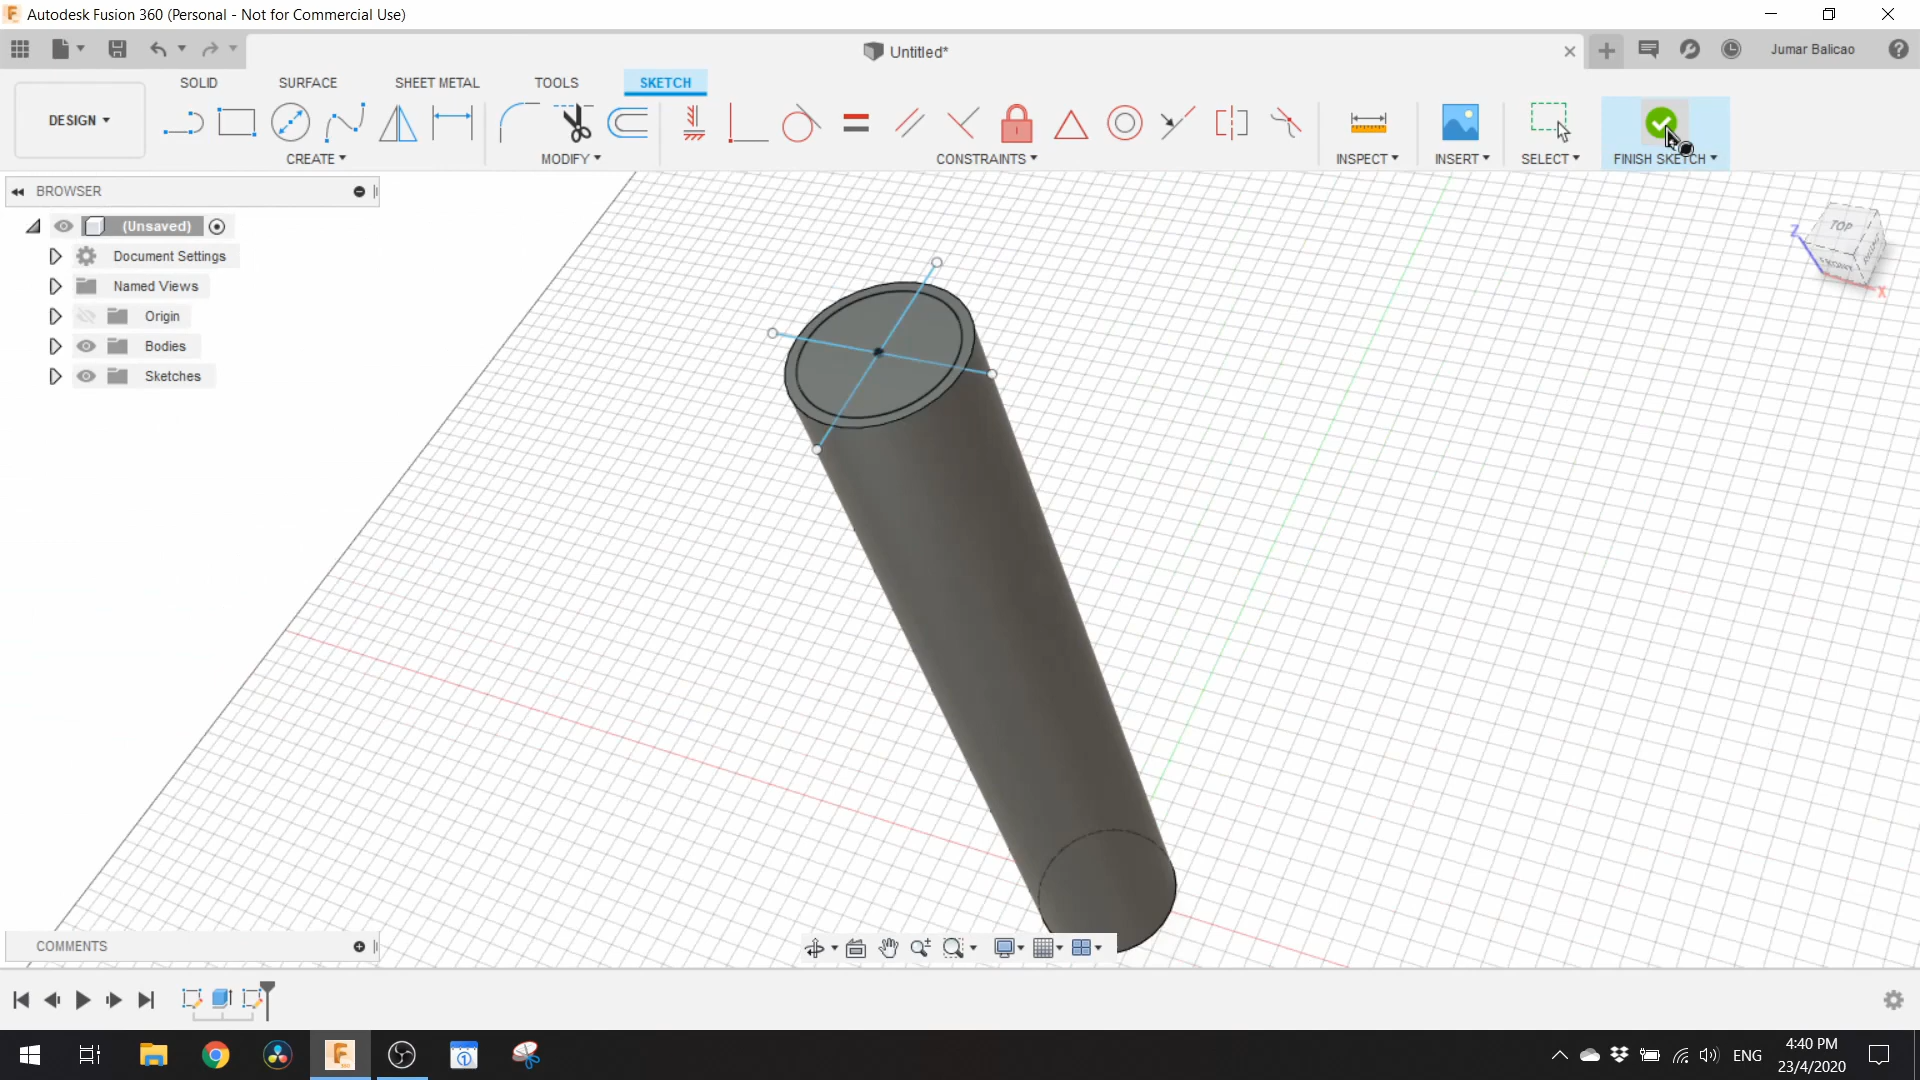 Autodesk Fusion 360 (Personal - Not for Commercial Use)
Untitled*
Jumar Balicao
SOLID
SURFACE
SHEET METAL
TOOLS
SKETCH
DESIGN
CREATE
MODIFY
CONSTRAINTS
INSPECT
INSERT
SELECT
FINISH SKETCH
BROWSER
(Unsaved)
Document Settings
Named Views
Origin
Bodies
Sketches
TOP
FRONT
Z
X
COMMENTS
ENG
4:40 PM
23/4/2020